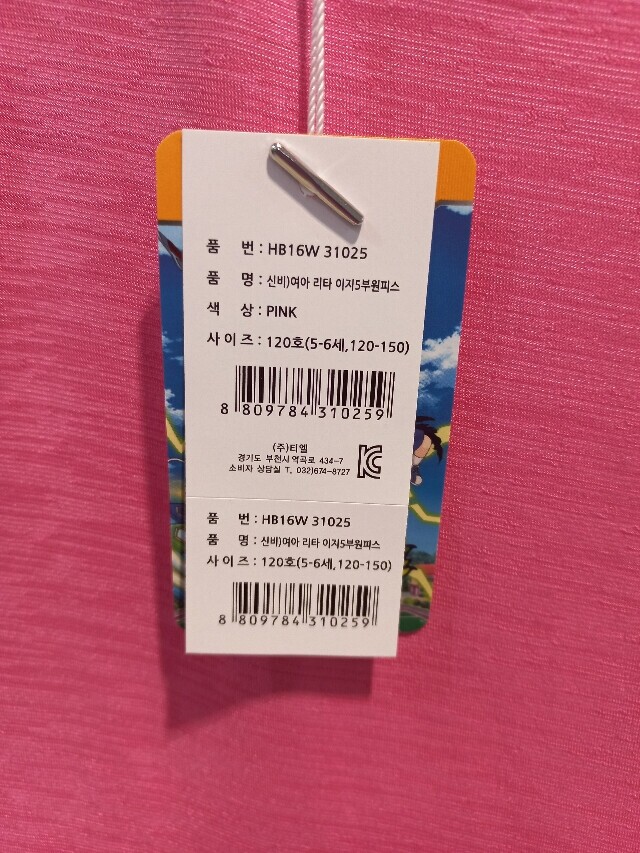 품 번 : HB16W 31025
품 명 : 신비)여아 리타 이지5부원피스
색 상 : PINK
사 이 즈 : 120호(5-6세,120-150)
8 809784 310259
(주)티엘
경기도 부천시 역곡로 434-7
소비자 상담실 T. 032)674-8727
품 번 : HB16W 31025
품 명 : 신비)여아 리타 이지5부원피스
사 이 즈 : 120호(5-6세,120-150)
8 809784 310259